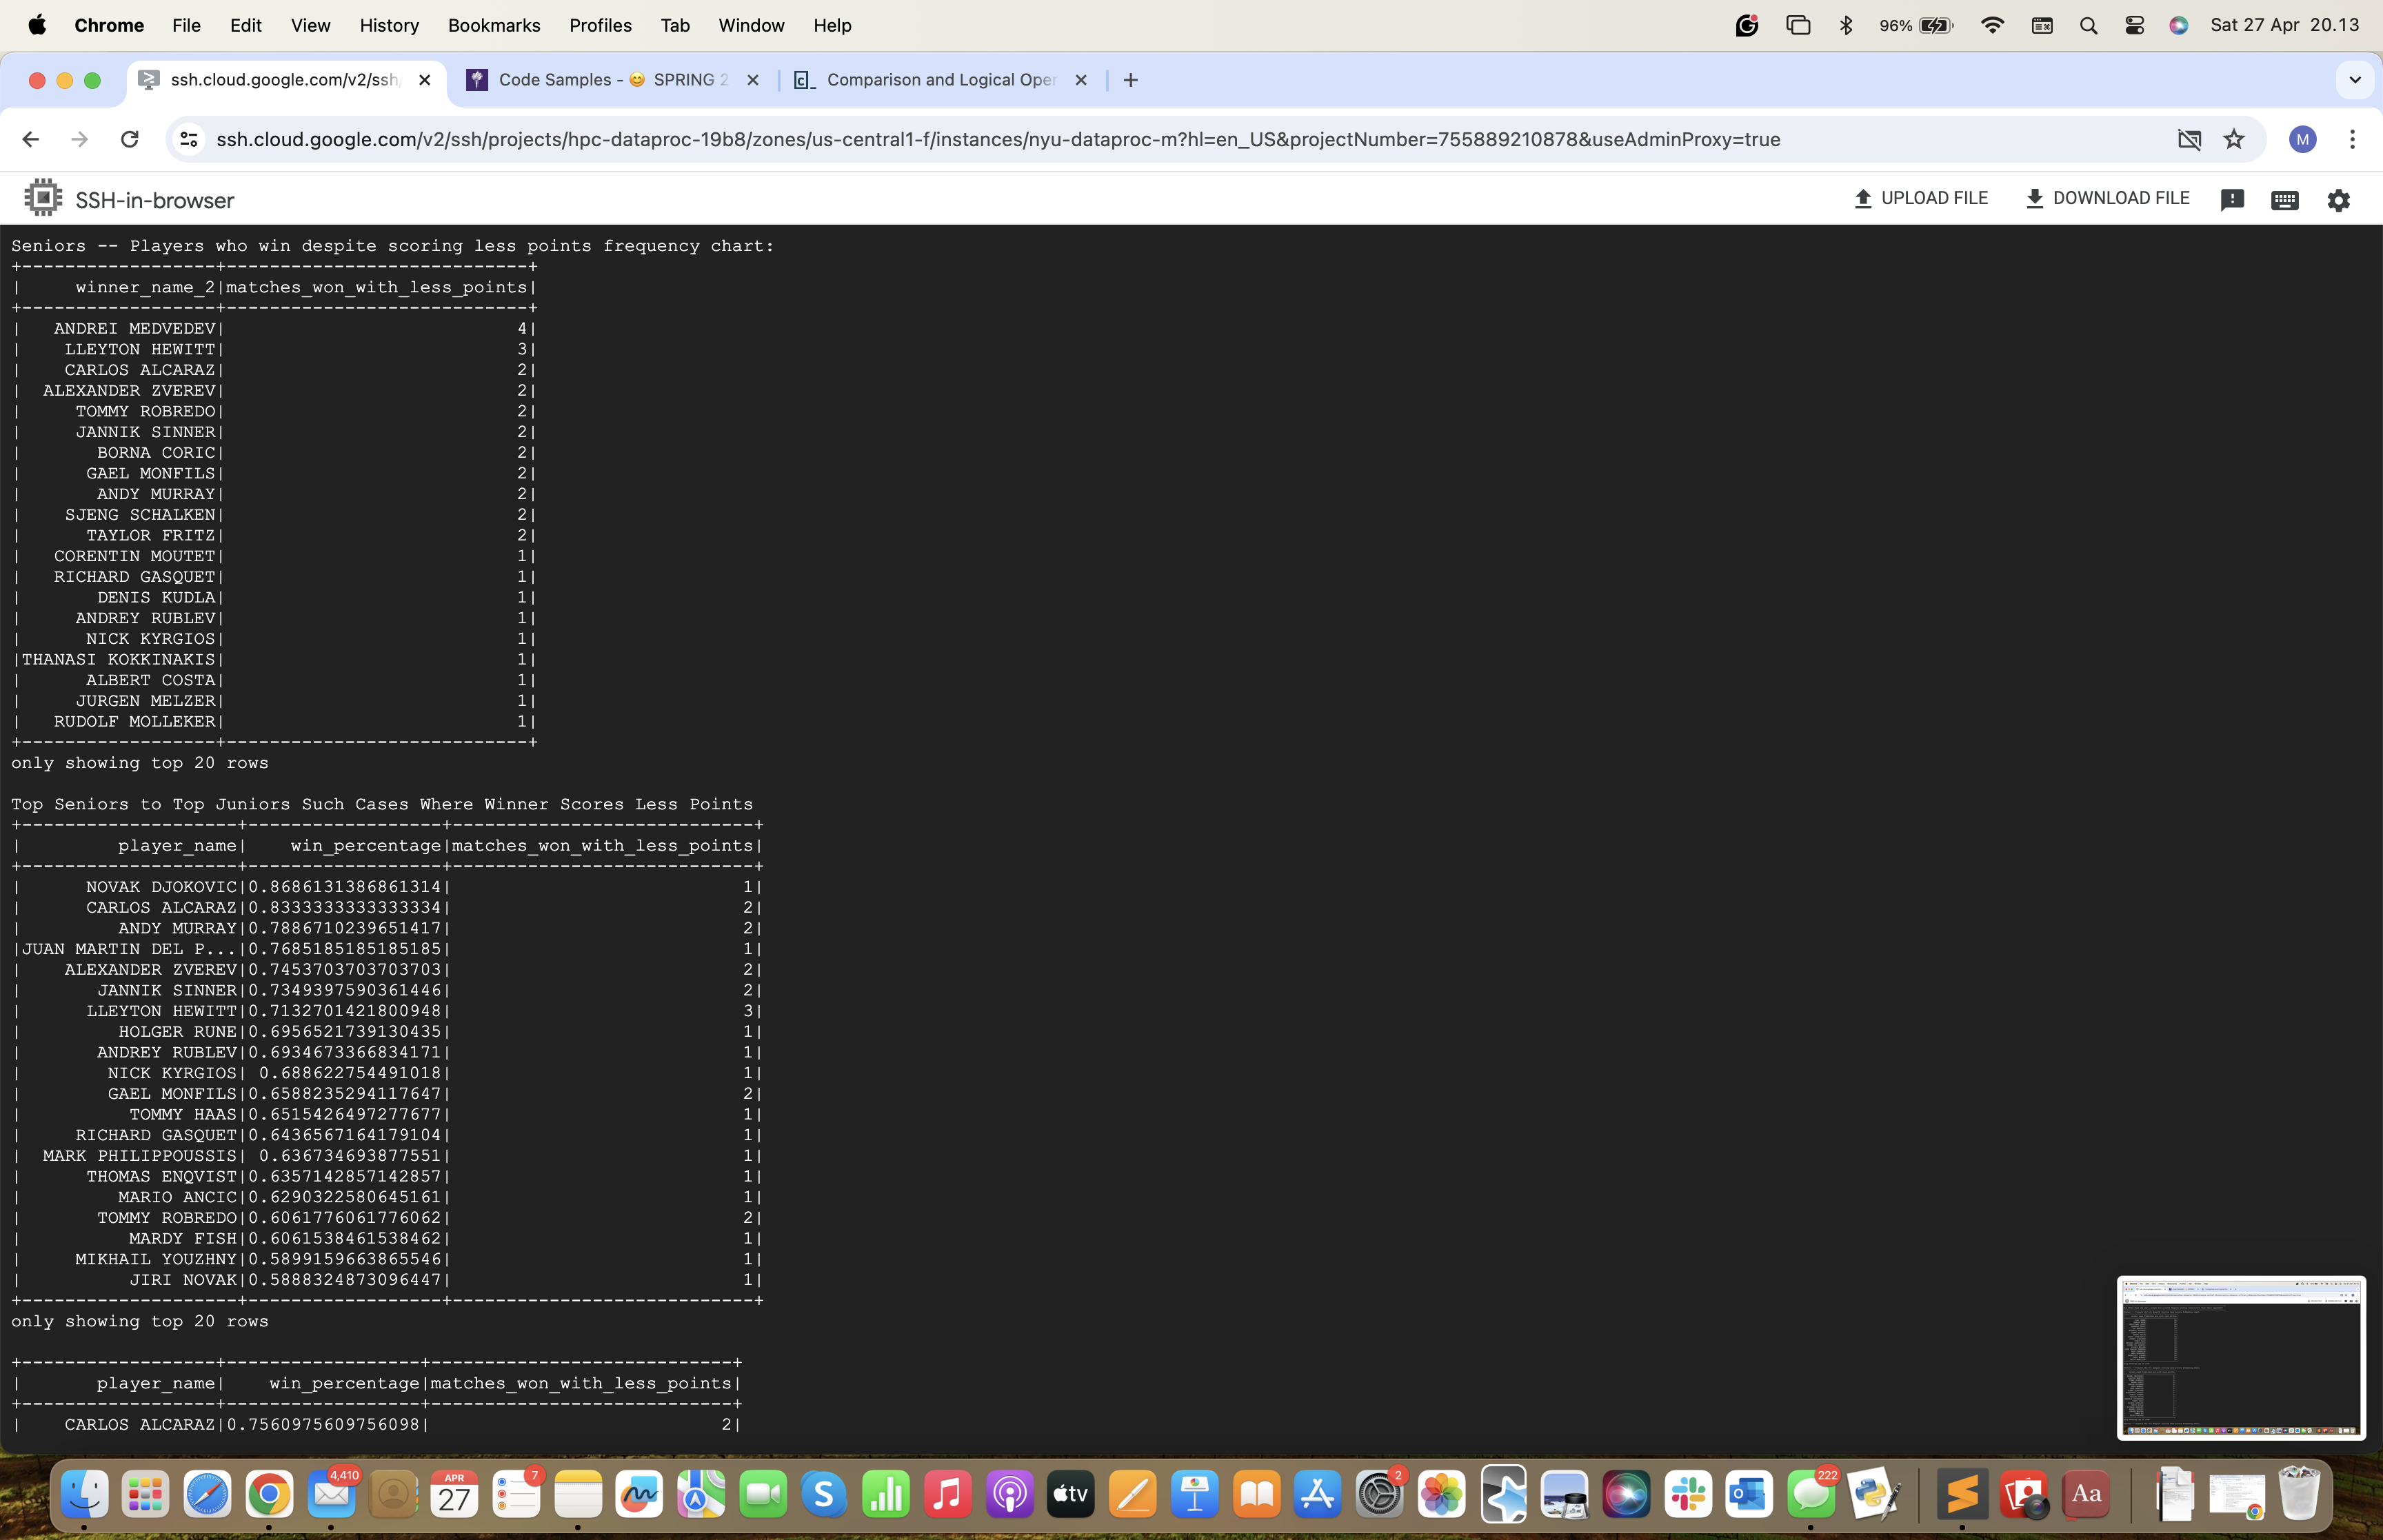 Chrome File Edit View History Bookmarks Profiles Tab Window Help 96% Sat 27 Apr 20.13
ssh.cloud.google.com/v2/ssh Code Samples - 😊 SPRING 2 Comparison and Logical Oper
ssh.cloud.google.com/v2/ssh/projects/hpc-dataproc-19b8/zones/us-central1-f/instances/nyu-dataproc-m?hl=en_US&projectNumber=755889210878&useAdminProxy=true M
SSH-in-browser UPLOAD FILE DOWNLOAD FILE
Seniors -- Players who win despite scoring less points frequency chart:
+------------------+----------------------------+
| winner_name_2|matches_won_with_less_points|
+------------------+----------------------------+
| ANDREI MEDVEDEV| 4|
| LLEYTON HEWITT| 3|
| CARLOS ALCARAZ| 2|
| ALEXANDER ZVEREV| 2|
| TOMMY ROBREDO| 2|
| JANNIK SINNER| 2|
| BORNA CORIC| 2|
| GAEL MONFILS| 2|
| ANDY MURRAY| 2|
| SJENG SCHALKEN| 2|
| TAYLOR FRITZ| 2|
| CORENTIN MOUTET| 1|
| RICHARD GASQUET| 1|
| DENIS KUDLA| 1|
| ANDREY RUBLEV| 1|
| NICK KYRGIOS| 1|
|THANASI KOKKINAKIS| 1|
| ALBERT COSTA| 1|
| JURGEN MELZER| 1|
| RUDOLF MOLLEKER| 1|
+------------------+----------------------------+
only showing top 20 rows
Top Seniors to Top Juniors Such Cases Where Winner Scores Less Points
+--------------------+------------------+----------------------------+
| player_name| win_percentage|matches_won_with_less_points|
+--------------------+------------------+----------------------------+
| NOVAK DJOKOVIC|0.8686131386861314| 1|
| CARLOS ALCARAZ|0.8333333333333334| 2|
| ANDY MURRAY|0.7886710239651417| 2|
|JUAN MARTIN DEL P...|0.7685185185185185| 1|
| ALEXANDER ZVEREV|0.7453703703703703| 2|
| JANNIK SINNER|0.7349397590361446| 2|
| LLEYTON HEWITT|0.7132701421800948| 3|
| HOLGER RUNE|0.6956521739130435| 1|
| ANDREY RUBLEV|0.6934673366834171| 1|
| NICK KYRGIOS| 0.688622754491018| 1|
| GAEL MONFILS|0.6588235294117647| 2|
| TOMMY HAAS|0.6515426497277677| 1|
| RICHARD GASQUET|0.6436567164179104| 1|
| MARK PHILIPPOUSSIS| 0.636734693877551| 1|
| THOMAS ENQVIST|0.6357142857142857| 1|
| MARIO ANCIC|0.6290322580645161| 1|
| TOMMY ROBREDO|0.6061776061776062| 2|
| MARDY FISH|0.6061538461538462| 1|
| MIKHAIL YOUZHNY|0.5899159663865546| 1|
| JIRI NOVAK|0.5888324873096447| 1|
+--------------------+------------------+----------------------------+
only showing top 20 rows
+------------------+------------------+----------------------------+
| player_name| win_percentage|matches_won_with_less_points|
+------------------+------------------+----------------------------+
| CARLOS ALCARAZ|0.7560975609756098| 2|
4,410 APR 27 7 tv 2 222 Aa